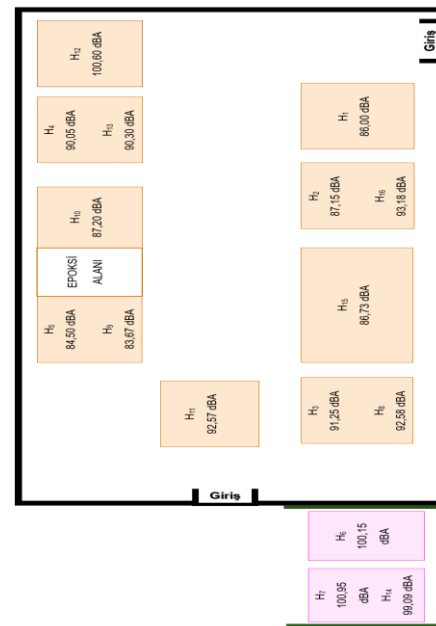 Giriş
H12
100,60 dBA
H4
90,05 dBA
H13
90,30 dBA
H1
86,00 dBA
H2
87,15 dBA
H16
93,18 dBA
H10
87,20 dBA
EPOKSİ
ALANI
H5
84,50 dBA
H9
83,67 dBA
H15
86,73 dBA
H11
92,57 dBA
H3
91,25 dBA
H8
92,58 dBA
Giriş
H6
100,15
dBA
H7
100,95
dBA
H14
99,09 dBA